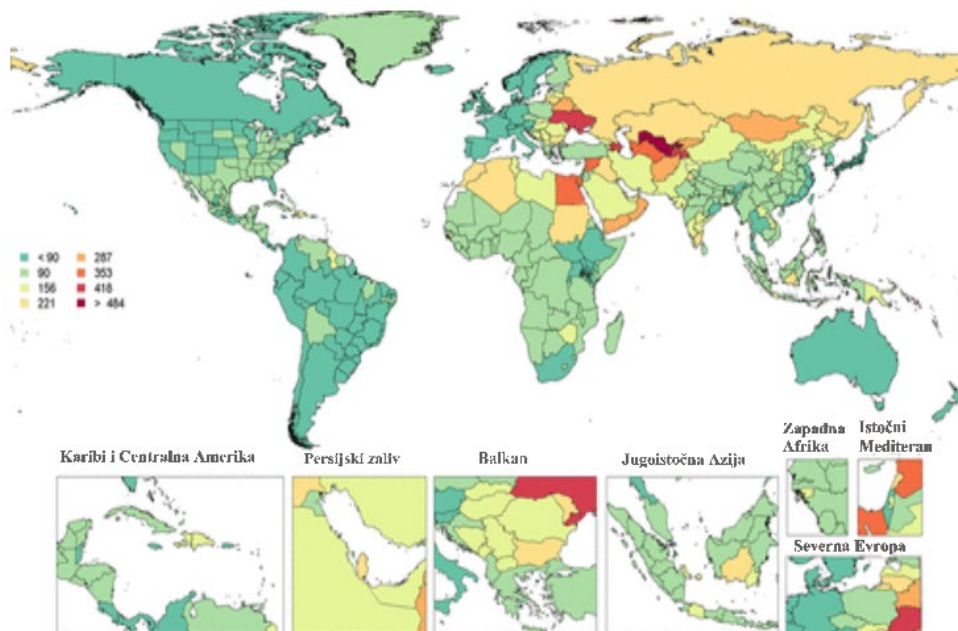 < 90 287
90 353
156 418
221 > 484
Zapadna Afrika
Istočni Mediteran
Karibi i Centralna Amerika
Persijski zaliv
Balkan
Jugoistočna Azija
Severna Evropa